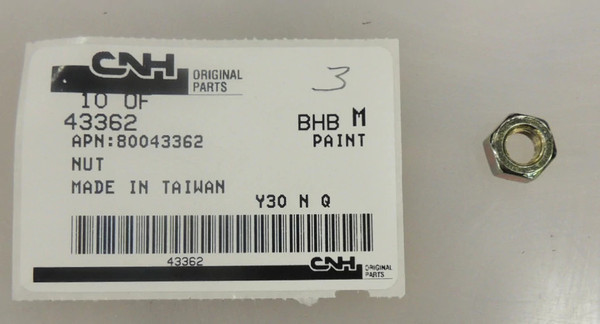 CNH ORIGINAL
PARTS
3
10 OF
43362 BHB M
APN:80043362 PAINT
NUT
MADE IN TAIWAN
Y30 N Q
43362
CNH ORIGINAL
PARTS